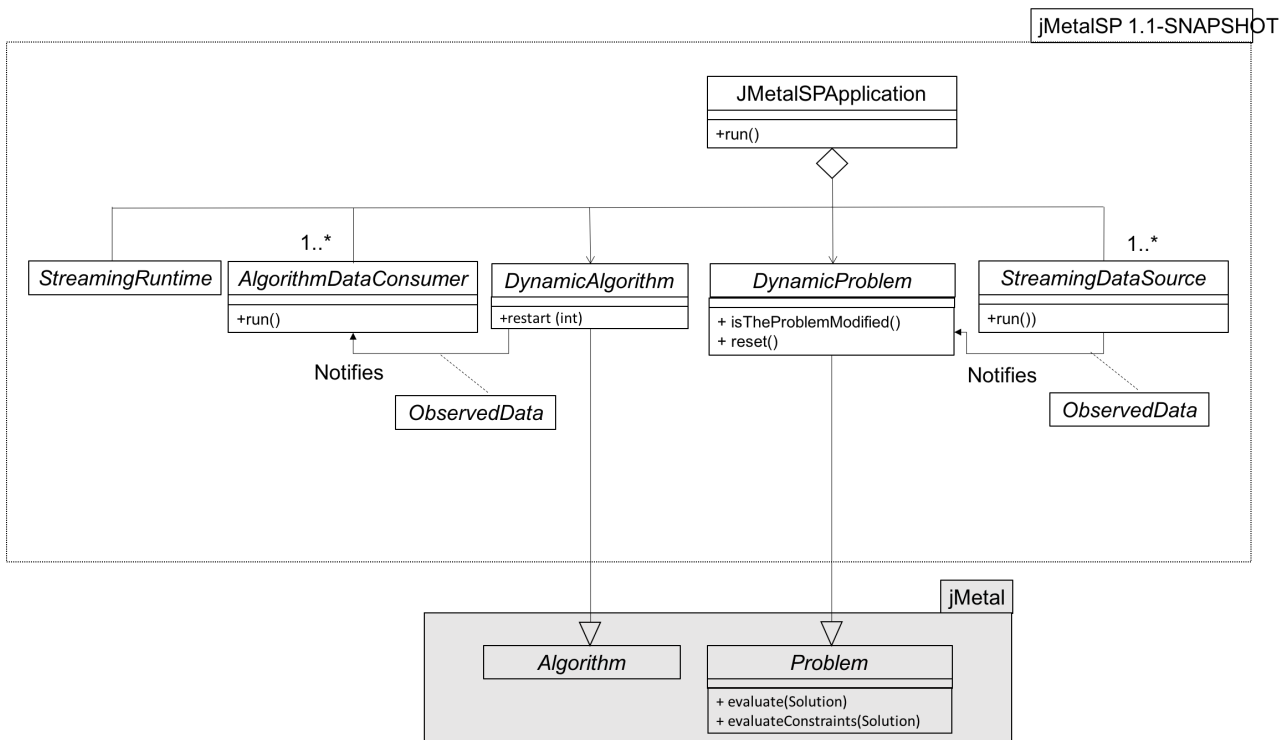 jMetalSP 1.1-SNAPSHOT
JMetalSPApplication
+run()
1..*
1..*
StreamingRuntime
AlgorithmDataConsumer
+run()
DynamicAlgorithm
+restart (int)
DynamicProblem
+ isTheProblemModified()
+ reset()
StreamingDataSource
+run())
Notifies
Notifies
ObservedData
ObservedData
jMetal
Algorithm
Problem
+ evaluate(Solution)
+ evaluateConstraints(Solution)